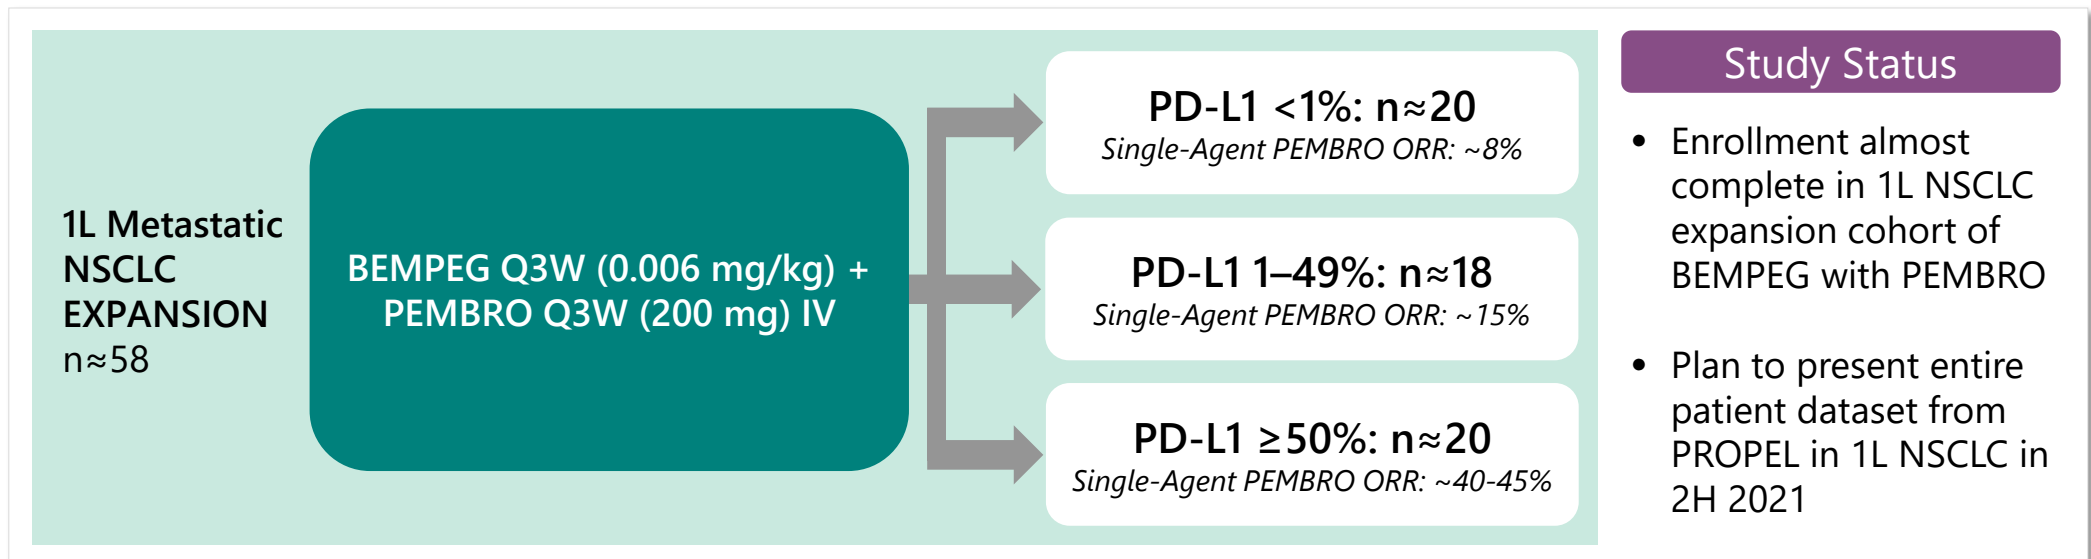 1L Metastatic
NSCLC
EXPANSION
n≈58
BEMPEG Q3W (0.006 mg/kg) +
PEMBRO Q3W (200 mg) IV
PD-L1 <1%: n≈20
Single-Agent PEMBRO ORR: ~8%
PD-L1 1–49%: n≈18
Single-Agent PEMBRO ORR: ~15%
PD-L1 ≥50%: n≈20
Single-Agent PEMBRO ORR: ~40-45%
Study Status
• Enrollment almost
complete in 1L NSCLC
expansion cohort of
BEMPEG with PEMBRO
• Plan to present entire
patient dataset from
PROPEL in 1L NSCLC in
2H 2021